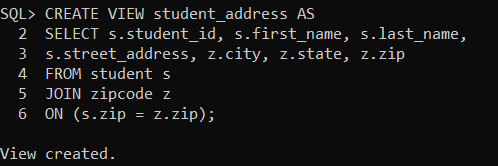 SQL> CREATE VIEW student_address AS
2 SELECT s.student_id, s.first_name, s.last_name,
3 s.street_address, z.city, z.state, z.zip
4 FROM student s
5 JOIN zipcode z
6 ON (s.zip = z.zip);
View created.